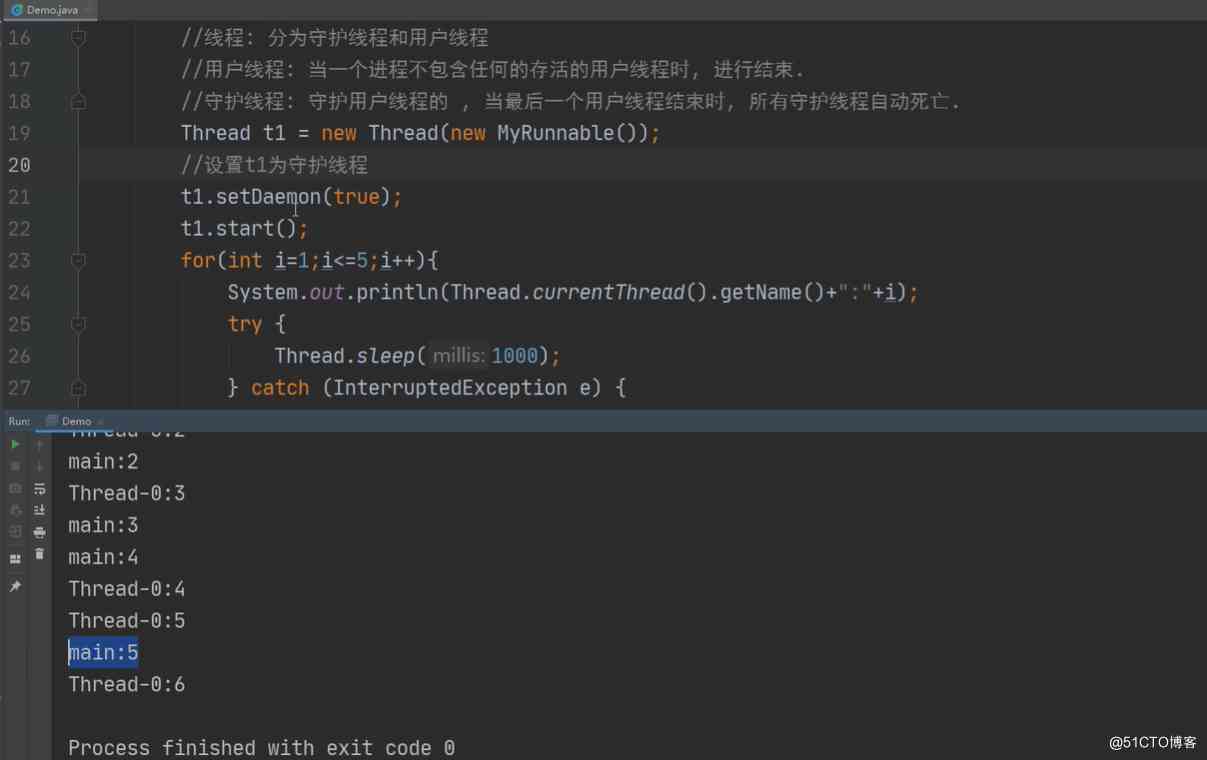 Demo.java
16 //线程: 分为守护线程和用户线程
17 //用户线程: 当一个进程不包含任何的存活的用户线程时, 进行结束.
18 //守护线程: 守护用户线程的 , 当最后一个用户线程结束时, 所有守护线程自动死亡.
19 Thread t1 = new Thread(new MyRunnable());
20 //设置t1为守护线程
21 t1.setDaemon(true);
22 t1.start();
23 for(int i=1;i<=5;i++){
24 System.out.println(Thread.currentThread().getName()+":"+i);
25 try {
26 Thread.sleep( millis: 1000);
27 } catch (InterruptedException e) {
Run: Demo
Thread-0:2
main:2
Thread-0:3
main:3
main:4
Thread-0:4
Thread-0:5
main:5
Thread-0:6
Process finished with exit code 0
@51CTO博客